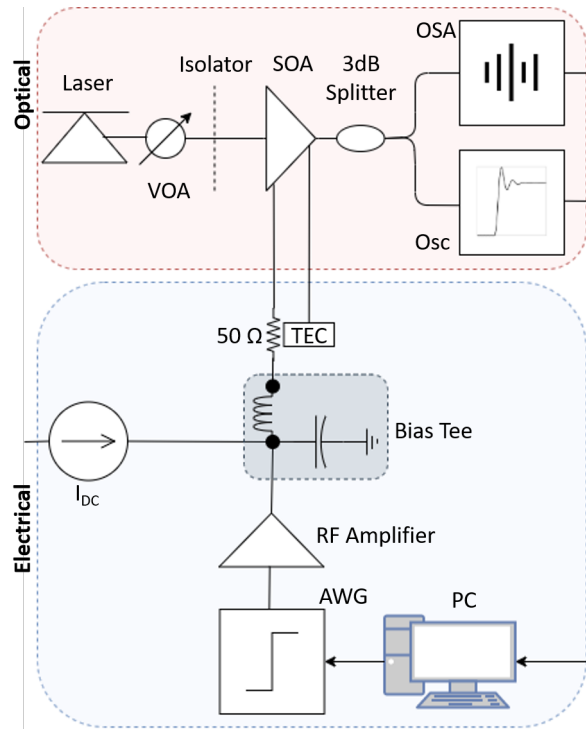 Optical
OSA
Laser
Isolator
SOA
3dB
Splitter
VOA
Osc
Electrical
50 Ω
TEC
Bias Tee
I_DC
RF Amplifier
AWG
PC